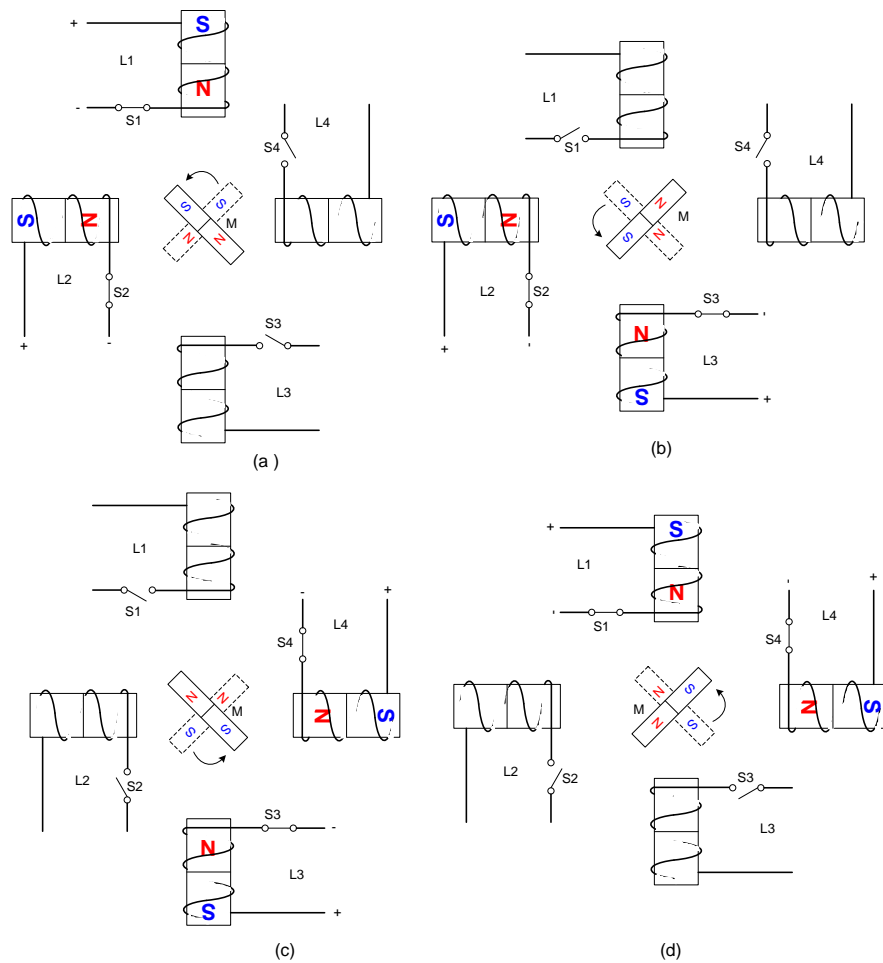 S
+
L1
N
-
S1
L4
S4
S
N
S
S
M
N
N
L2
S2
+
-
S3
L3
(a )
L1
S1
S4
L4
S
N
S
N
M
S
N
L2
S2
+
-
S3
-
N
L3
S
+
(b)
L1
S1
-
+
L4
S4
N
N
M
S
S
N
S
L2
S2
S3
-
N
L3
S
+
(c)
+
S
L1
N
-
S1
-
+
L4
S4
N
S
M
N
S
N
S
L2
S2
S3
L3
(d)